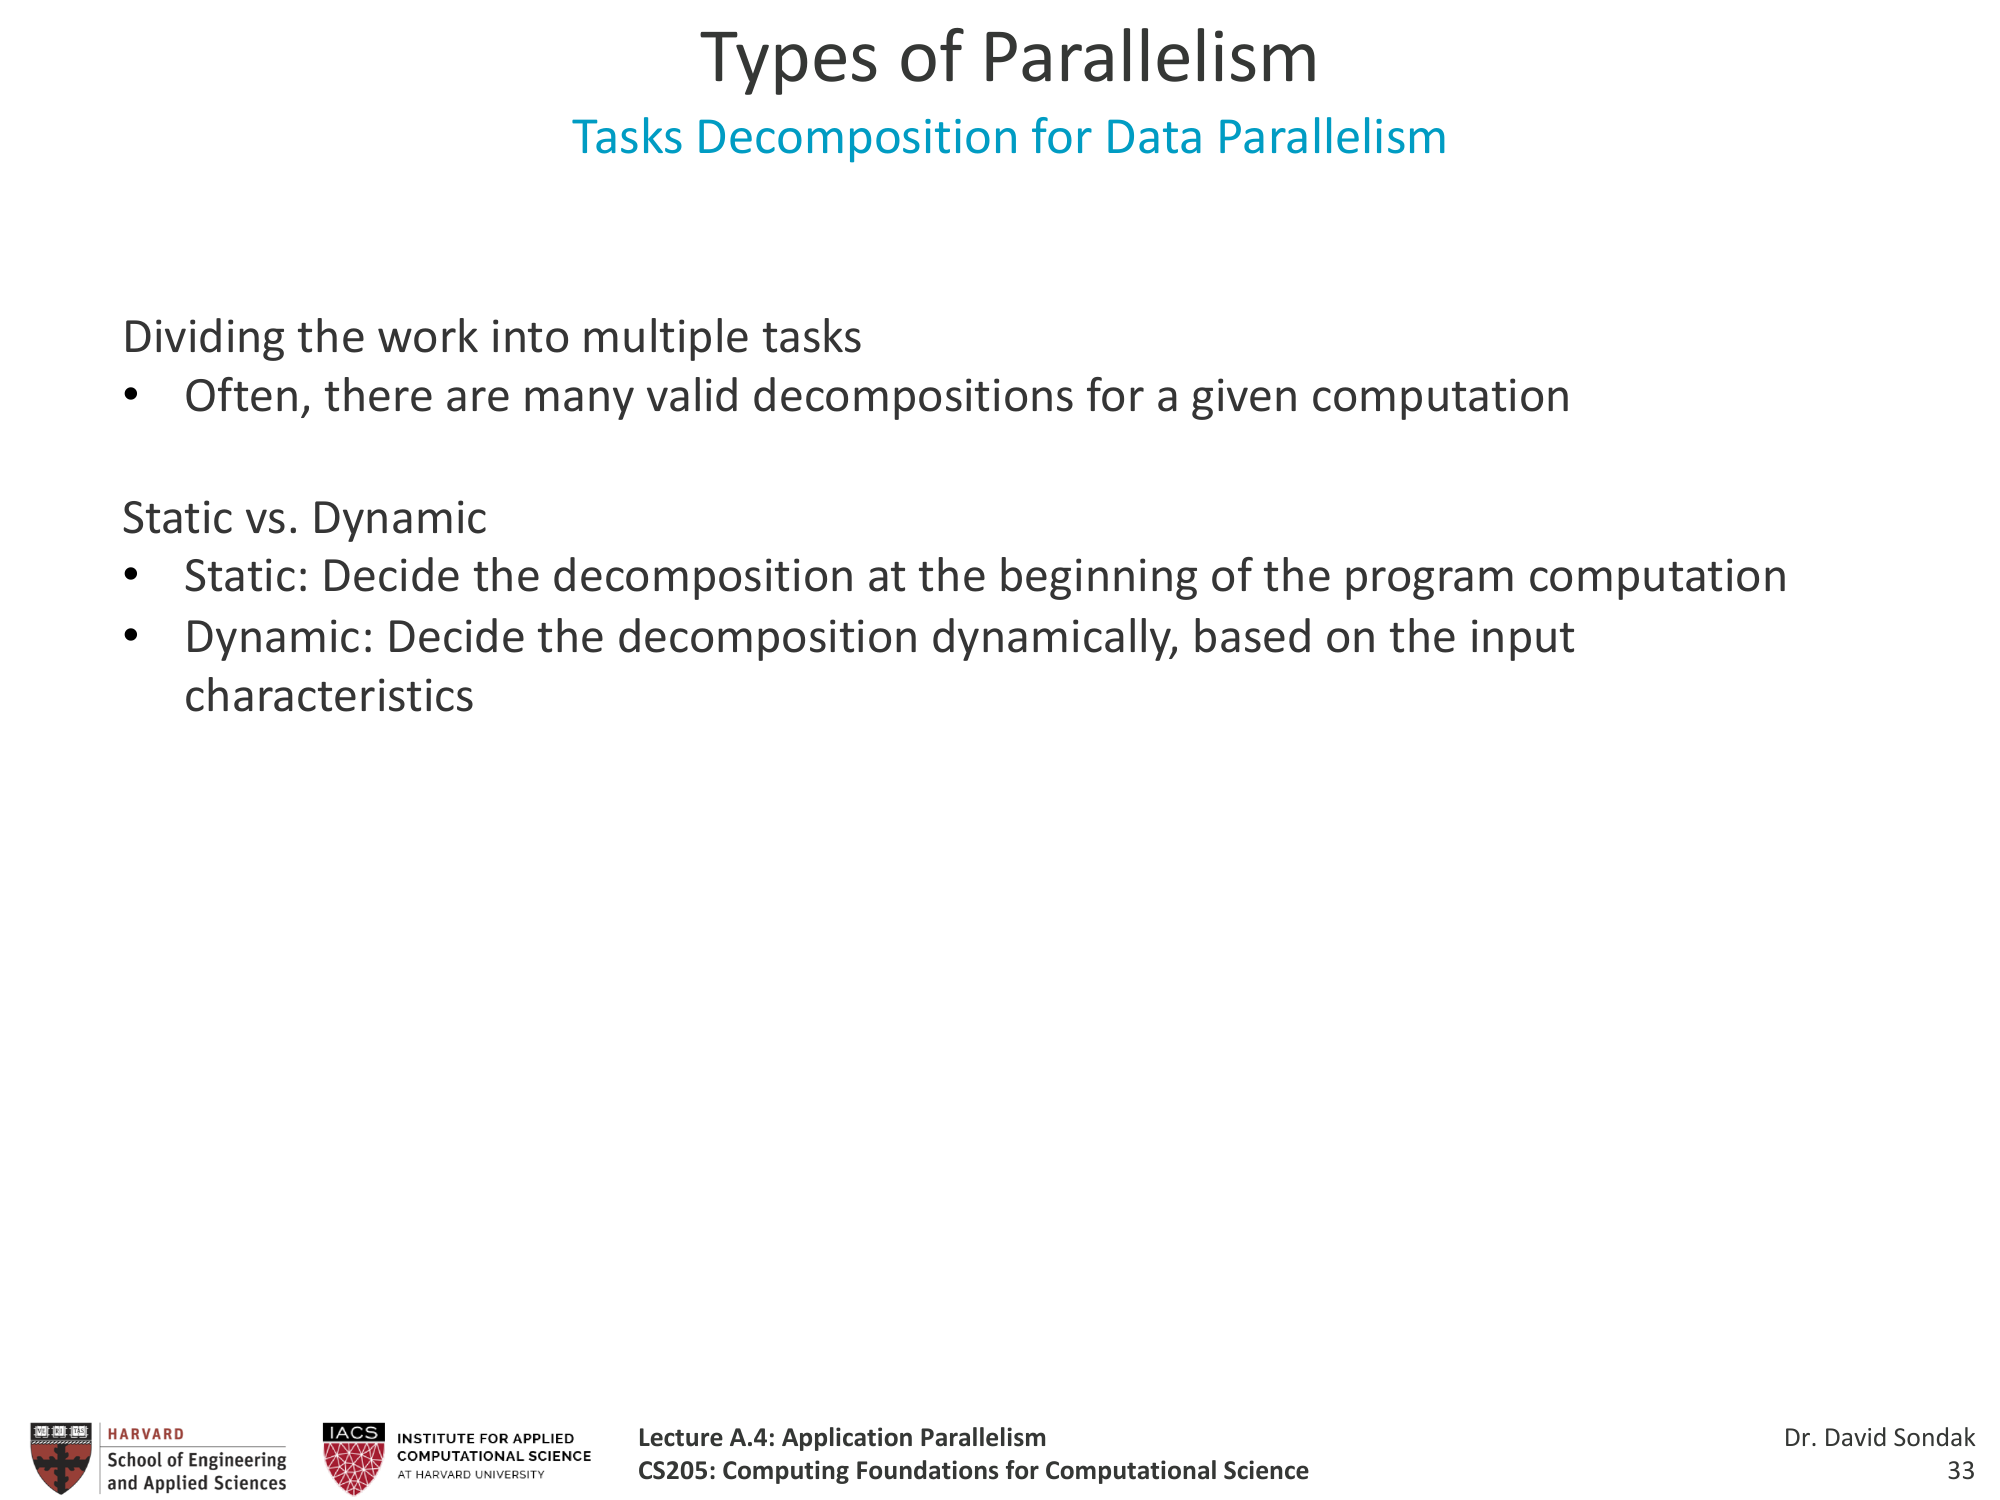 Types of Parallelism
Tasks Decomposition for Data Parallelism
Dividing the work into multiple tasks
• Often, there are many valid decompositions for a given computation
Static vs. Dynamic
• Static: Decide the decomposition at the beginning of the program computation
• Dynamic: Decide the decomposition dynamically, based on the input
characteristics
HARVARD
School of Engineering
and Applied Sciences
IACS
INSTITUTE FOR APPLIED
COMPUTATIONAL SCIENCE
AT HARVARD UNIVERSITY
Lecture A.4: Application Parallelism
CS205: Computing Foundations for Computational Science
Dr. David Sondak
33